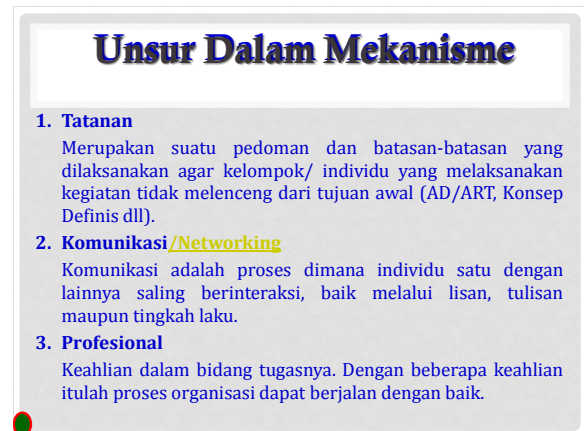 Unsur Dalam Mekanisme
1. Tatanan
Merupakan suatu pedoman dan batasan-batasan yang
dilaksanakan agar kelompok/ individu yang melaksanakan
kegiatan tidak melenceng dari tujuan awal (AD/ART, Konsep
Definis dll).
2. Komunikasi/Networking
Komunikasi adalah proses dimana individu satu dengan
lainnya saling berinteraksi, baik melalui lisan, tulisan
maupun tingkah laku.
3. Profesional
Keahlian dalam bidang tugasnya. Dengan beberapa keahlian
itulah proses organisasi dapat berjalan dengan baik.